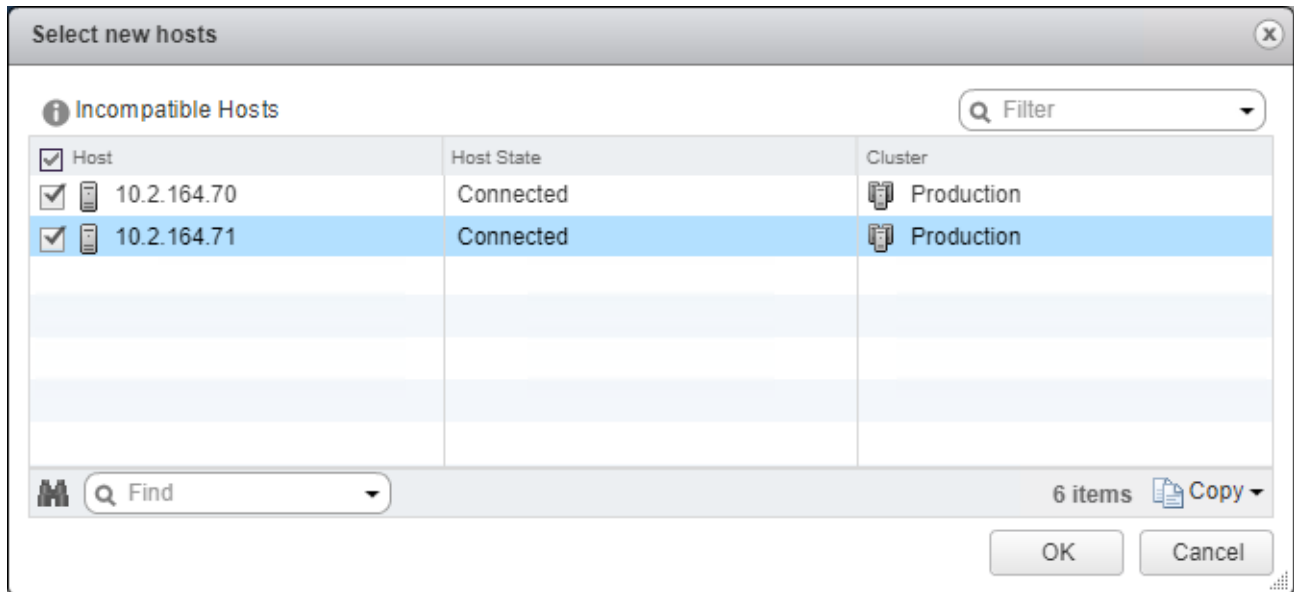 Select new hosts
Incompatible Hosts
Filter
Host Host State Cluster
10.2.164.70 Connected Production
10.2.164.71 Connected Production
Find 6 items Copy
OK Cancel